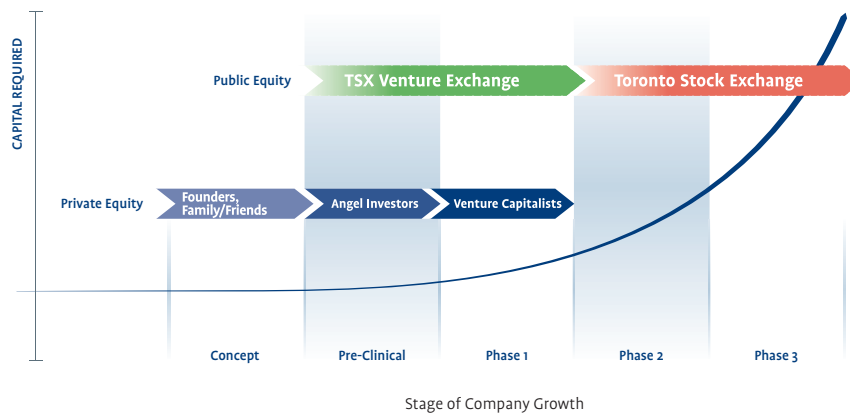 CAPITAL REQUIRED
Public Equity
TSX Venture Exchange
Toronto Stock Exchange
Private Equity
Founders,
Family/Friends
Angel Investors
Venture Capitalists
Concept
Pre-Clinical
Phase 1
Phase 2
Phase 3
Stage of Company Growth